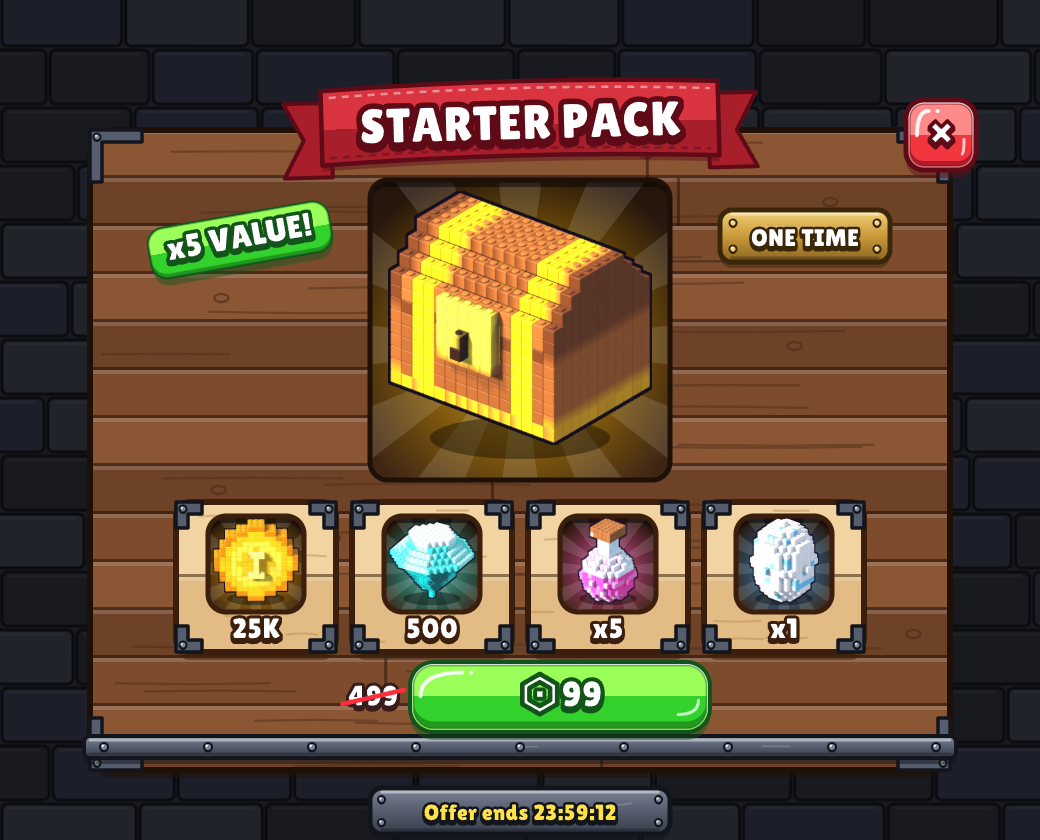 STARTER PACK
x5 VALUE!
ONE TIME
25K
500
x5
x1
499
99
Offer ends 23:59:12